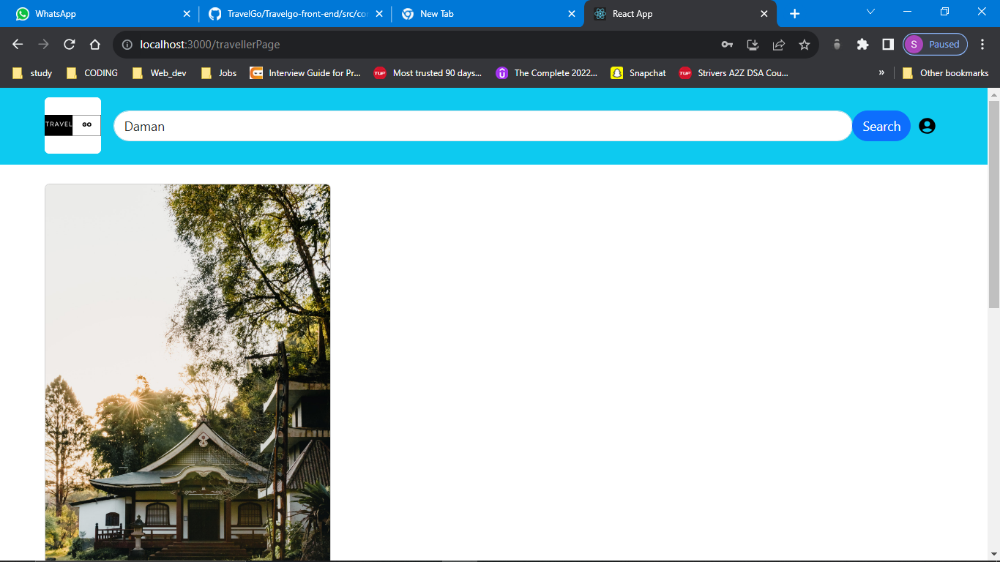 WhatsApp
TravelGo/Travelgo-front-end/src/co
New Tab
React App
localhost:3000/travellerPage
S
Paused
study
CODING
Web_dev
Jobs
Interview Guide for Pr...
TUF
Most trusted 90 days...
The Complete 2022...
Snapchat
TUF
Strivers A2Z DSA Cou...
»
Other bookmarks
TRAVEL GO
Daman
Search